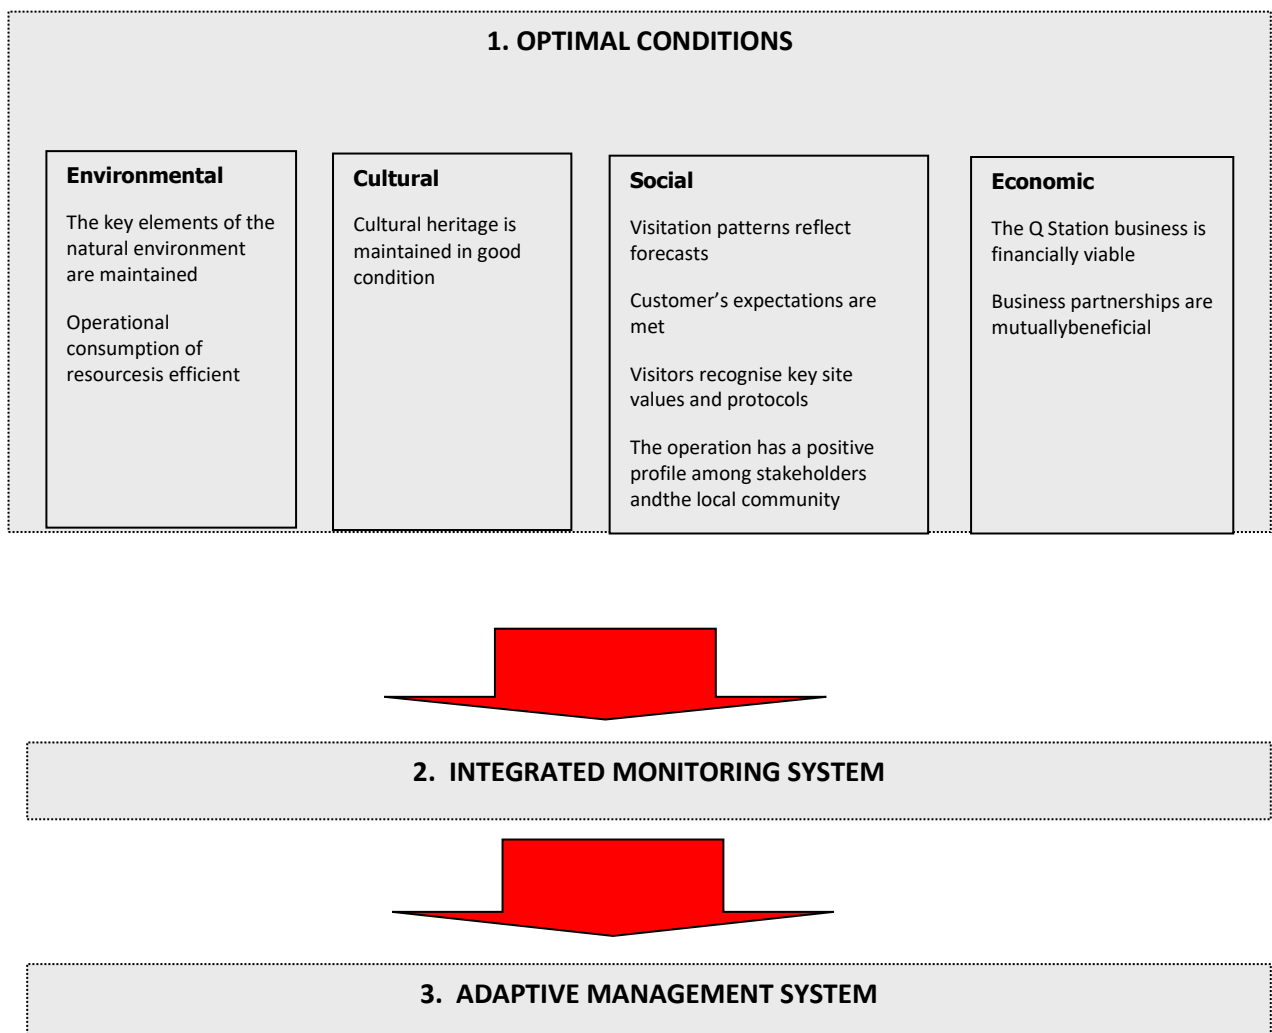 1. OPTIMAL CONDITIONS
Environmental
The key elements of the
natural environment
are maintained
Operational
consumption of
resourcesis efficient
Cultural
Cultural heritage is
maintained in good
condition
Social
Visitation patterns reflect
forecasts
Customer’s expectations are
met
Visitors recognise key site
values and protocols
The operation has a positive
profile among stakeholders
andthe local community
Economic
The Q Station business is
financially viable
Business partnerships are
mutuallybeneficial
2. INTEGRATED MONITORING SYSTEM
3. ADAPTIVE MANAGEMENT SYSTEM